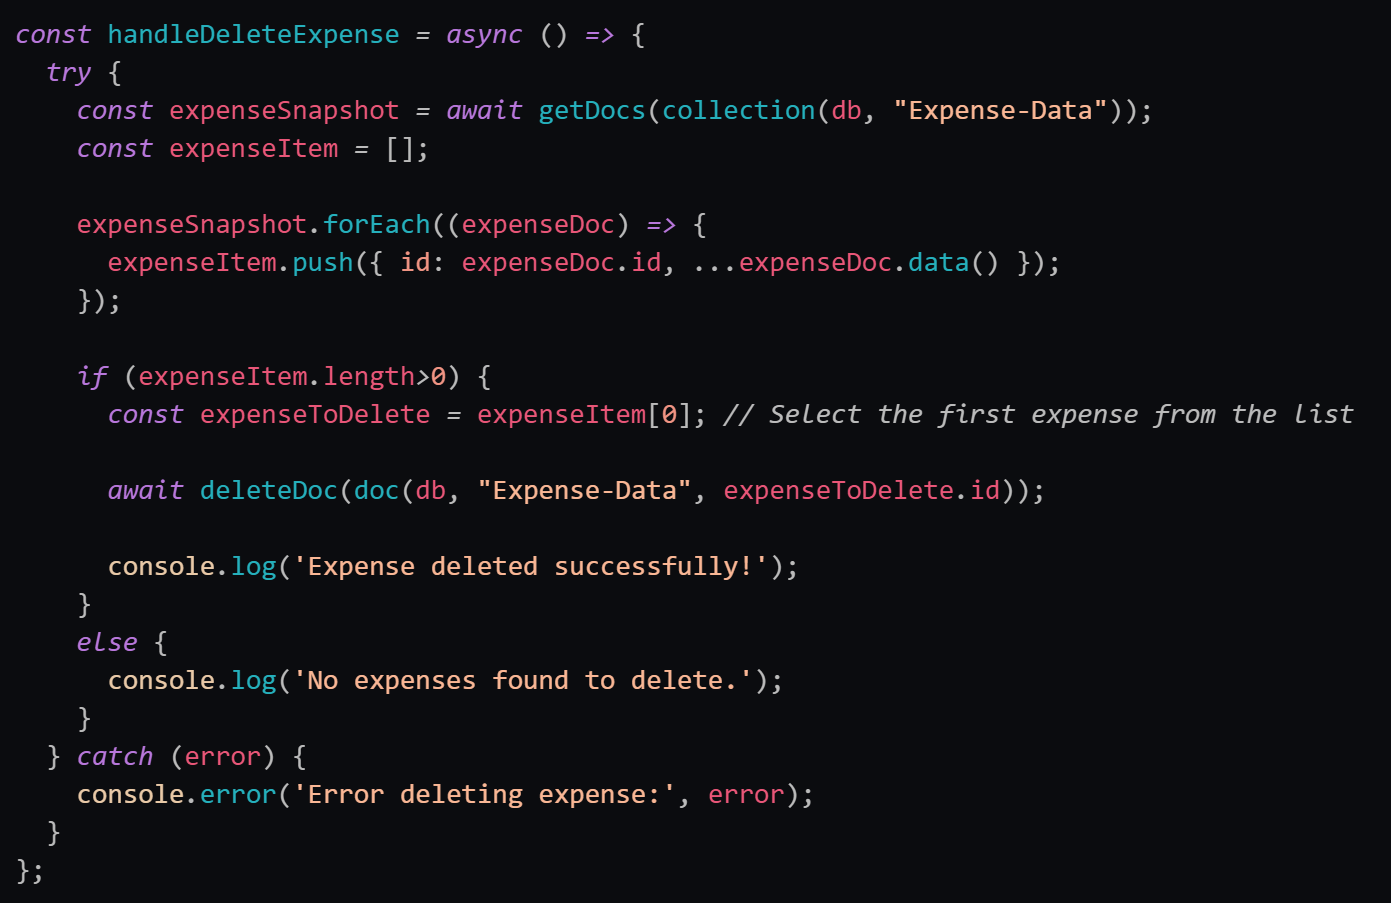 const handleDeleteExpense = async () => {
  try {
    const expenseSnapshot = await getDocs(collection(db, "Expense-Data"));
    const expenseItem = [];

    expenseSnapshot.forEach((expenseDoc) => {
      expenseItem.push({ id: expenseDoc.id, ...expenseDoc.data() });
    });

    if (expenseItem.length>0) {
      const expenseToDelete = expenseItem[0]; // Select the first expense from the list

      await deleteDoc(doc(db, "Expense-Data", expenseToDelete.id));

      console.log('Expense deleted successfully!');
    }
    else {
      console.log('No expenses found to delete.');
    }
  } catch (error) {
    console.error('Error deleting expense:', error);
  }
};